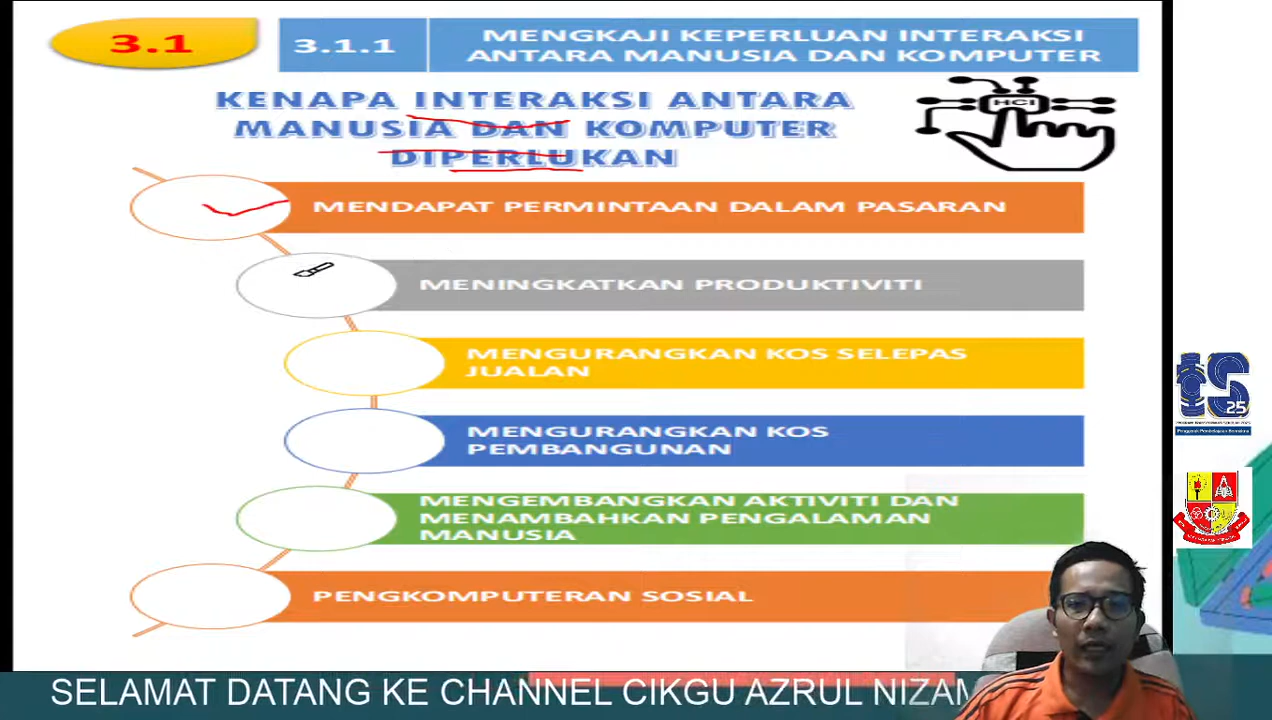 3.1
3.1.1
MENGKAJI KEPERLUAN INTERAKSI
ANTARA MANUSIA DAN KOMPUTER
KENAPA INTERAKSI ANTARA
MANUSIA DAN KOMPUTER
DIPERLUKAN
HCI
MENDAPAT PERMINTAAN DALAM PASARAN
MENINGKATKAN PRODUKTIVITI
MENGURANGKAN KOS SELEPAS
JUALAN
MENGURANGKAN KOS
PEMBANGUNAN
MENGEMBANGKAN AKTIVITI DAN
MENAMBAHKAN PENGALAMAN
MANUSIA
PENGKOMPUTERAN SOSIAL
25
SELAMAT DATANG KE CHANNEL CIKGU AZRUL NIZAM